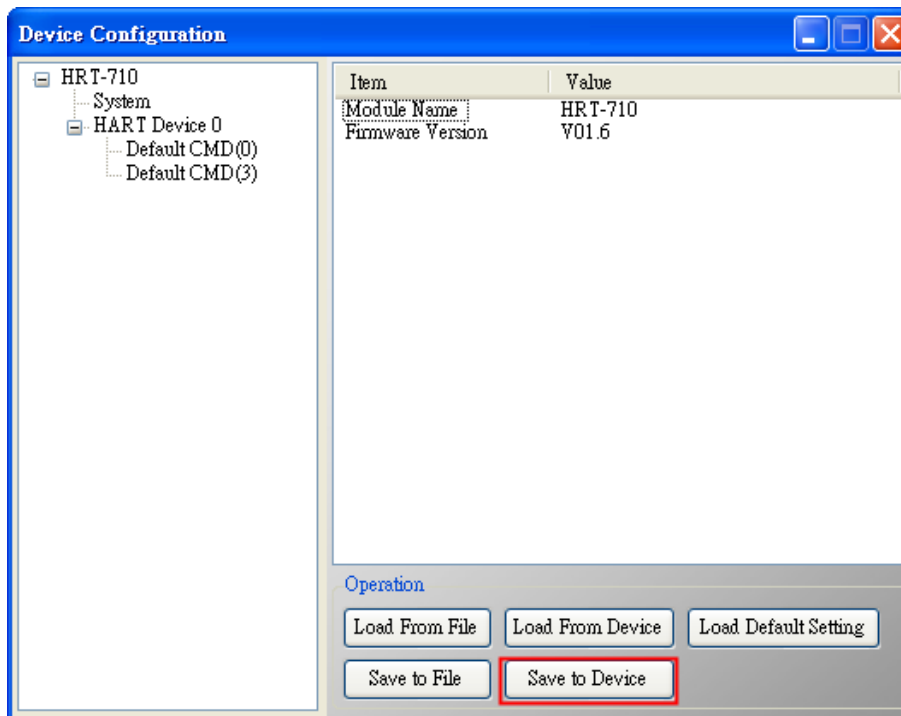 Device Configuration
HRT-710
System
HART Device 0
Default CMD(0)
Default CMD(3)
Item Value
Module Name HRT-710
Firmware Version V01.6
Operation
Load From File Load From Device Load Default Setting
Save to File Save to Device